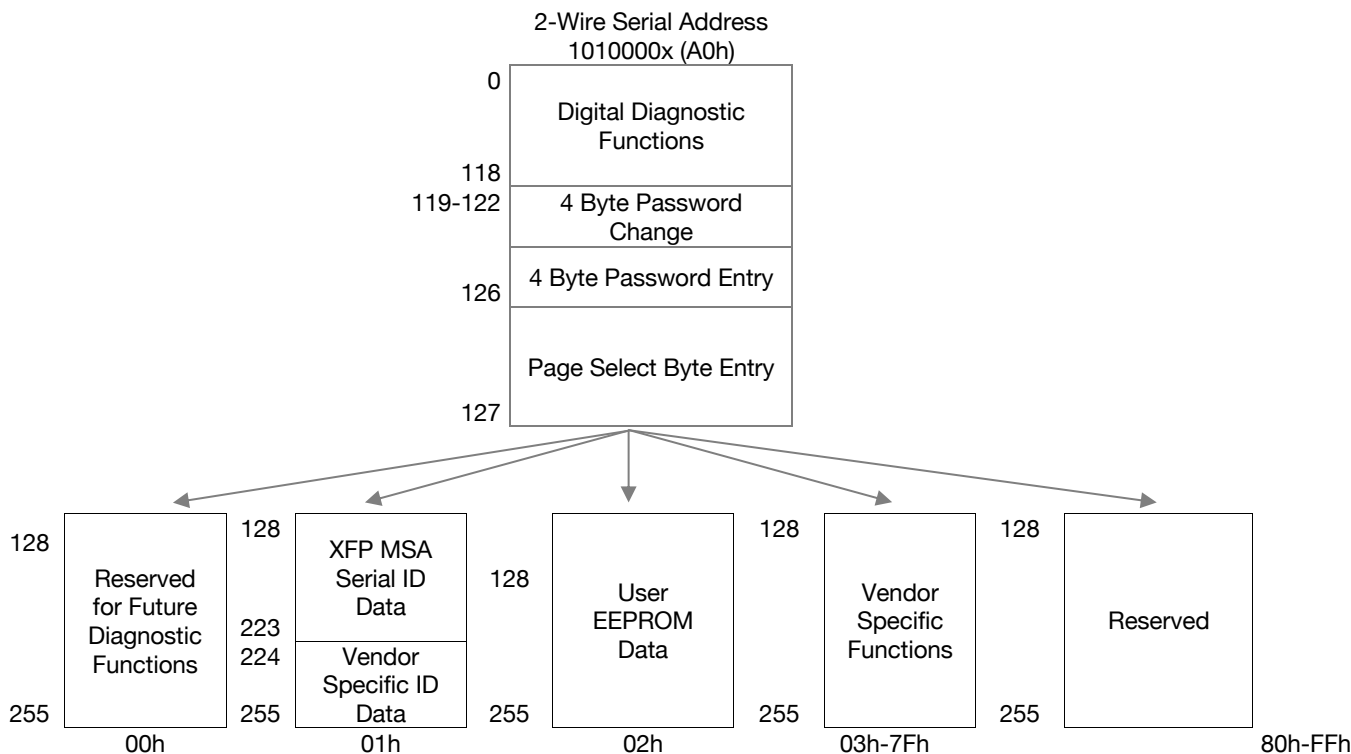 2-Wire Serial Address
1010000x (A0h)
0
Digital Diagnostic
Functions
118
119-122
4 Byte Password
Change
4 Byte Password Entry
126
Page Select Byte Entry
127
128
Reserved
for Future
Diagnostic
Functions
255
00h
128
XFP MSA
Serial ID
Data
223
224
Vendor
Specific ID
Data
255
01h
128
User
EEPROM
Data
255
02h
128
Vendor
Specific
Functions
255
03h-7Fh
128
Reserved
255
80h-FFh